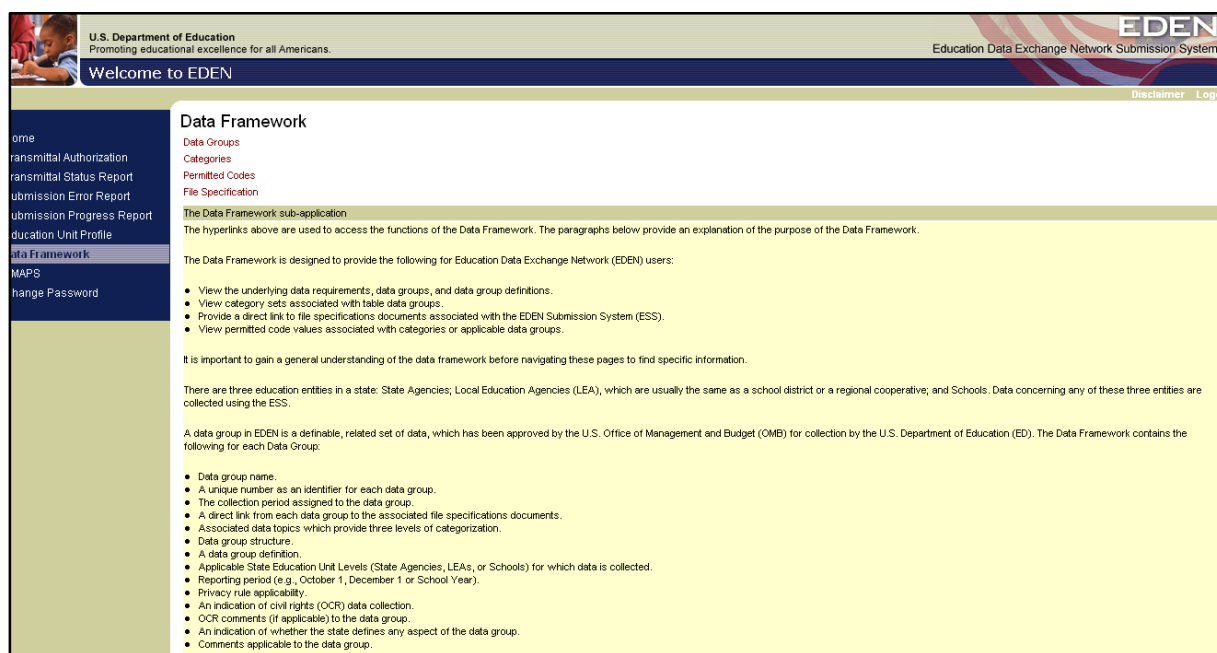 U.S. Department of Education
Promoting educational excellence for all Americans.
EDEN
Education Data Exchange Network Submission System
Welcome to EDEN
Disclaimer Log
ome
ransmittal Authorization
ransmittal Status Report
ubmission Error Report
ubmission Progress Report
ducation Unit Profile
ata Framework
MAPS
hange Password
Data Framework
Data Groups
Categories
Permitted Codes
File Specification
The Data Framework sub-application
The hyperlinks above are used to access the functions of the Data Framework. The paragraphs below provide an explanation of the purpose of the Data Framework.
The Data Framework is designed to provide the following for Education Data Exchange Network (EDEN) users:
• View the underlying data requirements, data groups, and data group definitions.
• View category sets associated with table data groups.
• Provide a direct link to file specifications documents associated with the EDEN Submission System (ESS).
• View permitted code values associated with categories or applicable data groups.
It is important to gain a general understanding of the data framework before navigating these pages to find specific information.
There are three education entities in a state: State Agencies; Local Education Agencies (LEA), which are usually the same as a school district or a regional cooperative; and Schools. Data concerning any of these three entities are
collected using the ESS.
A data group in EDEN is a definable, related set of data, which has been approved by the U.S. Office of Management and Budget (OMB) for collection by the U.S. Department of Education (ED). The Data Framework contains the
following for each Data Group:
• Data group name.
• A unique number as an identifier for each data group.
• The collection period assigned to the data group.
• A direct link from each data group to the associated file specifications documents.
• Associated data topics which provide three levels of categorization.
• Data group structure.
• A data group definition.
• Applicable State Education Unit Levels (State Agencies, LEAs, or Schools) for which data is collected.
• Reporting period (e.g., October 1, December 1 or School Year).
• Privacy rule applicability.
• An indication of civil rights (OCR) data collection.
• OCR comments (if applicable) to the data group.
• An indication of whether the state defines any aspect of the data group.
• Comments applicable to the data group.